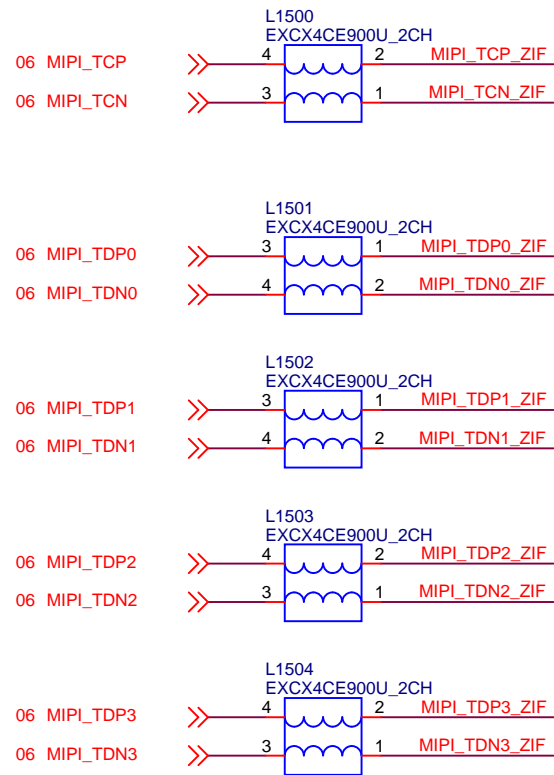 L1500
EXCX4CE900U_2CH
06 MIPI_TCP 4 2 MIPI_TCP_ZIF
06 MIPI_TCN 3 1 MIPI_TCN_ZIF
L1501
EXCX4CE900U_2CH
06 MIPI_TDP0 3 1 MIPI_TDP0_ZIF
06 MIPI_TDN0 4 2 MIPI_TDN0_ZIF
L1502
EXCX4CE900U_2CH
06 MIPI_TDP1 3 1 MIPI_TDP1_ZIF
06 MIPI_TDN1 4 2 MIPI_TDN1_ZIF
L1503
EXCX4CE900U_2CH
06 MIPI_TDP2 4 2 MIPI_TDP2_ZIF
06 MIPI_TDN2 3 1 MIPI_TDN2_ZIF
L1504
EXCX4CE900U_2CH
06 MIPI_TDP3 4 2 MIPI_TDP3_ZIF
06 MIPI_TDN3 3 1 MIPI_TDN3_ZIF